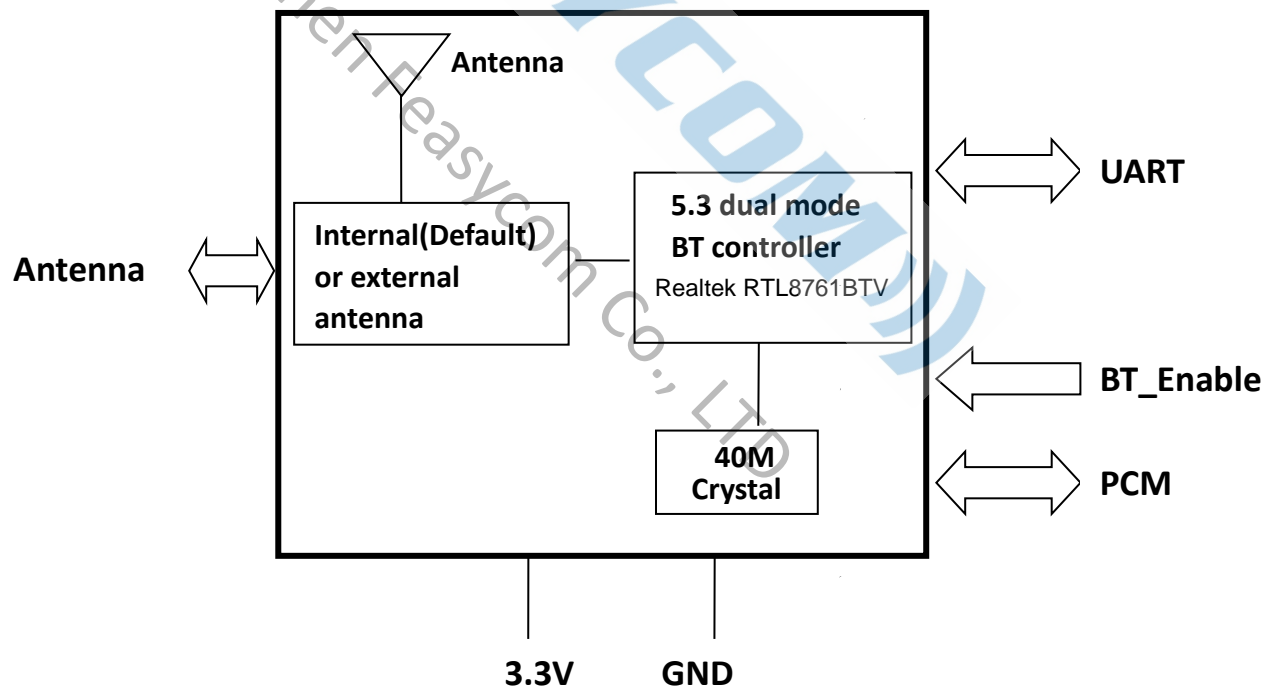 Antenna
UART
5.3 dual mode
BT controller
Realtek RTL8761BTV
Internal(Default)
or external
antenna
Antenna
BT_Enable
40M
Crystal
PCM
3.3V
GND
Feasycom Co., LTD
YCOM